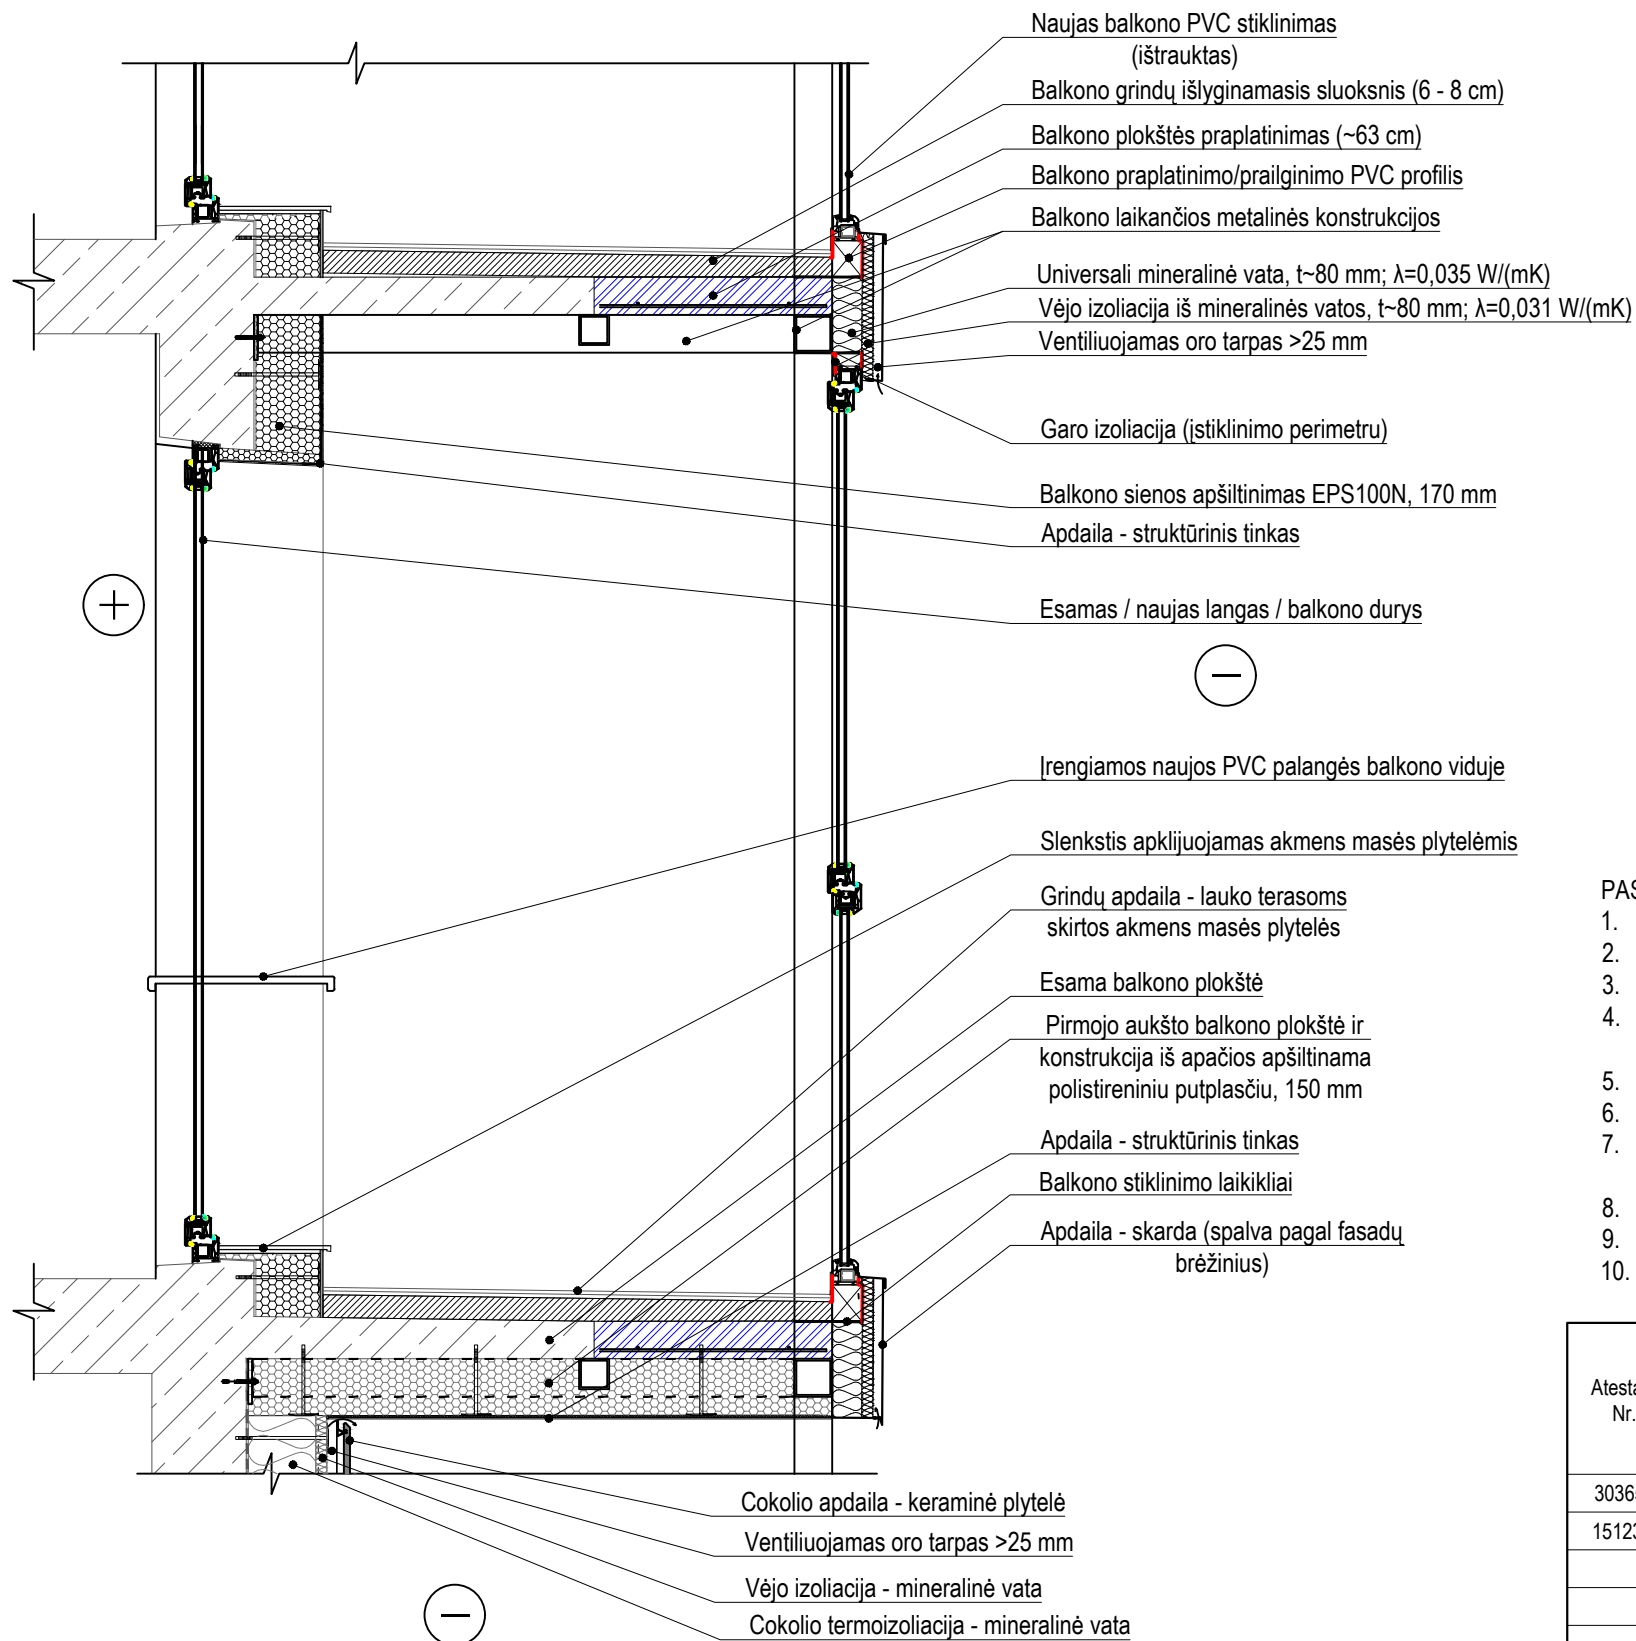 Naujas balkono PVC stiklinimas
(ištrauktas)
Balkono grindų išlyginamasis sluoksnis (6 - 8 cm)
Balkono plokštės praplatinimas (~63 cm)
Balkono praplatinimo/prailginimo PVC profilis
Balkono laikančios metalinės konstrukcijos
Universali mineralinė vata, t~80 mm; λ=0,035 W/(mK)
Vėjo izoliacija iš mineralinės vatos, t~80 mm; λ=0,031 W/(mK)
Ventiliuojamas oro tarpas >25 mm
Garo izoliacija (įstiklinimo perimetru)
Balkono sienos apšiltinimas EPS100N, 170 mm
Apdaila - struktūrinis tinkas
Esamas / naujas langas / balkono durys
Įrengiamos naujos PVC palangės balkono viduje
Slenkstis apklijuojamas akmens masės plytelėmis
Grindų apdaila - lauko terasoms
skirtos akmens masės plytelės
Esama balkono plokštė
Pirmojo aukšto balkono plokštė ir
konstrukcija iš apačios apšiltinama
polistireniniu putplasčiu, 150 mm
Apdaila - struktūrinis tinkas
Balkono stiklinimo laikikliai
Apdaila - skarda (spalva pagal fasadų
brėžinius)
Cokolio apdaila - keraminė plytelė
Ventiliuojamas oro tarpas >25 mm
Vėjo izoliacija - mineralinė vata
Cokolio termoizoliacija - mineralinė vata
PAS
1.
2.
3.
4.
5.
6.
7.
8.
9.
10.
Atesta
Nr.
3036
1512